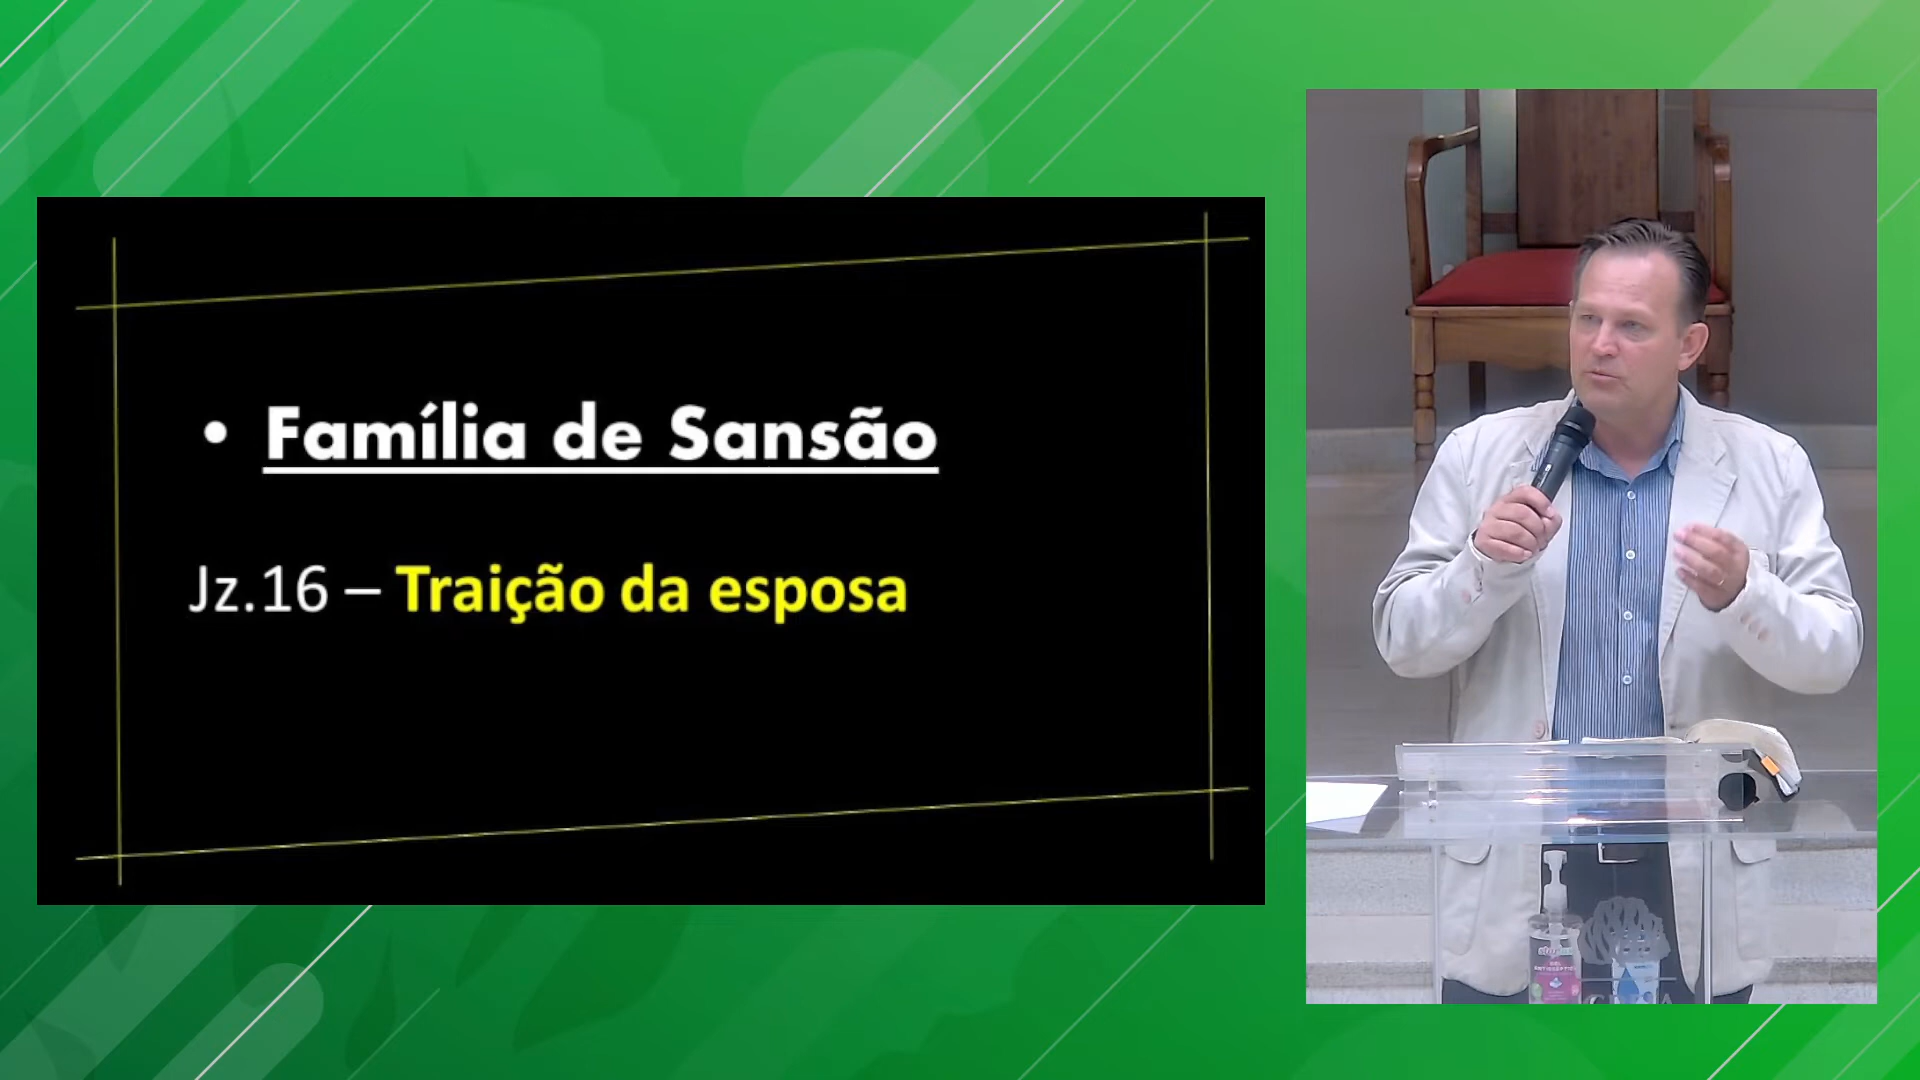 • Família de Sansão
Jz.16 – Traição da esposa